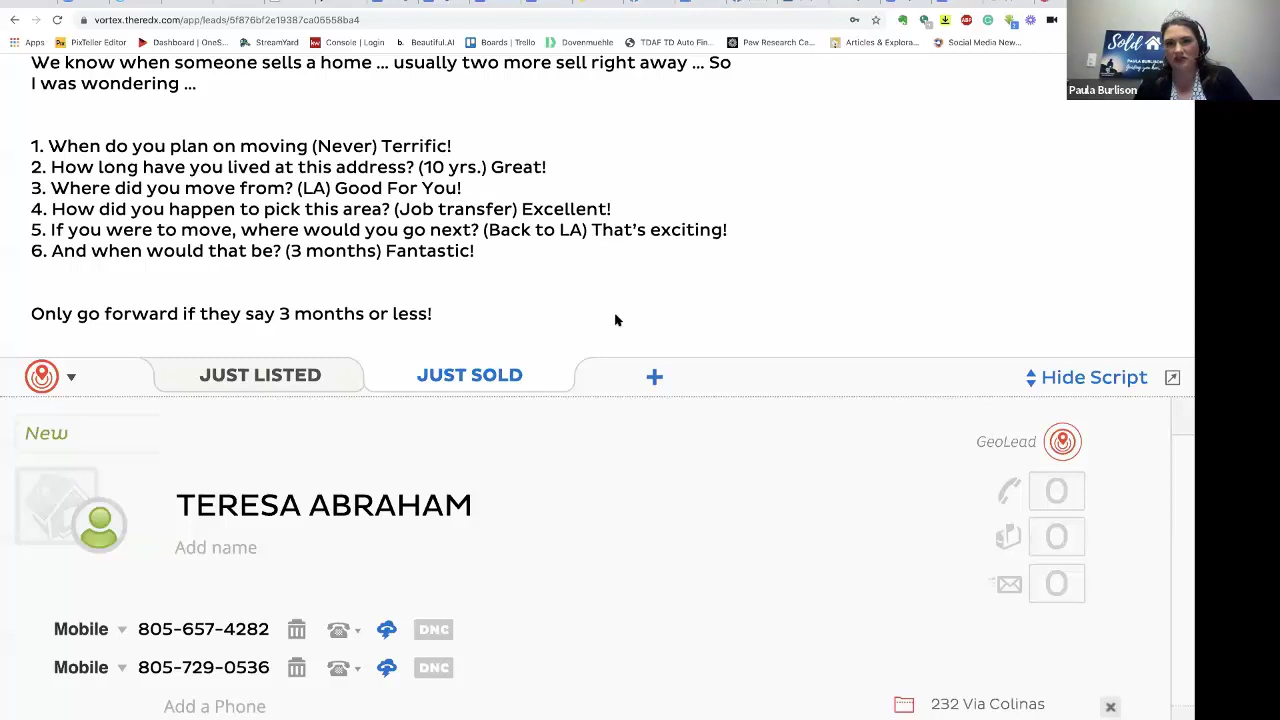 vortex.theredx.com/app/leads/5f876bf2e19387ca05558ba4
Apps PixTeller Editor Dashboard | OneS... StreamYard Console | Login Beautiful.AI Boards | Trello Dovenmuehle TDAF TD Auto Fin... Pew Research Ce... Articles & Explora... Social Media New...
Sold
PAULA BURLISON
Paula Burlison
We know when someone sells a home ... usually two more sell right away ... So
I was wondering ...
1. When do you plan on moving (Never) Terrific!
2. How long have you lived at this address? (10 yrs.) Great!
3. Where did you move from? (LA) Good For You!
4. How did you happen to pick this area? (Job transfer) Excellent!
5. If you were to move, where would you go next? (Back to LA) That's exciting!
6. And when would that be? (3 months) Fantastic!
Only go forward if they say 3 months or less!
JUST LISTED JUST SOLD + Hide Script
New
GeoLead
0
TERESA ABRAHAM
Add name
0
0
Mobile 805-657-4282 DNC
Mobile 805-729-0536 DNC
Add a Phone
232 Via Colinas